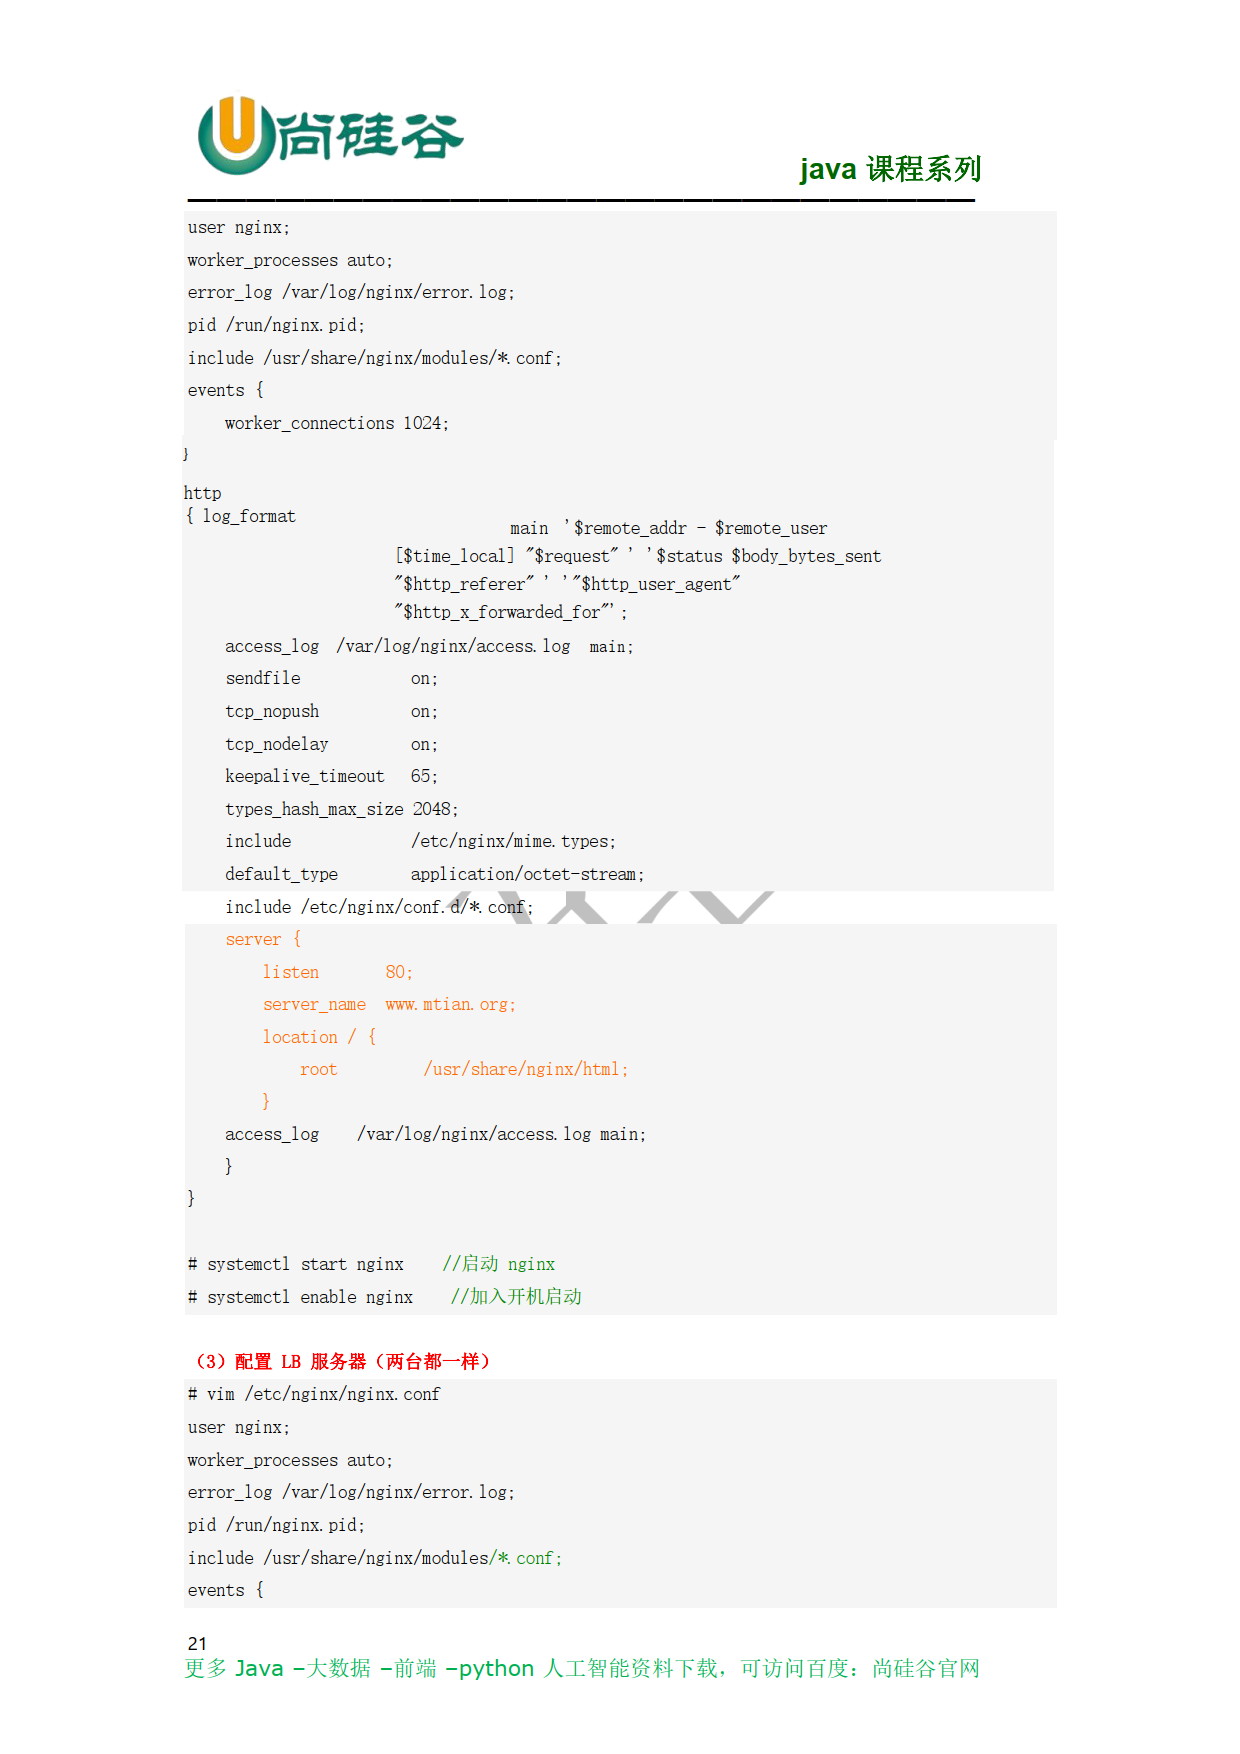 尚硅谷
java 课程系列
user nginx;
worker_processes auto;
error_log /var/log/nginx/error.log;
pid /run/nginx.pid;
include /usr/share/nginx/modules/*.conf;
events {
worker_connections 1024;
}
http
{ log_format
main '$remote_addr - $remote_user
[$time_local] "$request" ' '$status $body_bytes_sent
"$http_referer" ' '"$http_user_agent"
"$http_x_forwarded_for"';
access_log /var/log/nginx/access.log main;
sendfile on;
tcp_nopush on;
tcp_nodelay on;
keepalive_timeout 65;
types_hash_max_size 2048;
include /etc/nginx/mime.types;
default_type application/octet-stream;
include /etc/nginx/conf.d/*.conf;
server {
listen 80;
server_name www.mtian.org;
location / {
root /usr/share/nginx/html;
}
access_log /var/log/nginx/access.log main;
}
}
# systemctl start nginx //启动 nginx
# systemctl enable nginx //加入开机启动
（3）配置 LB 服务器（两台都一样）
# vim /etc/nginx/nginx.conf
user nginx;
worker_processes auto;
error_log /var/log/nginx/error.log;
pid /run/nginx.pid;
include /usr/share/nginx/modules/*.conf;
events {
21
更多 Java –大数据 –前端 –python 人工智能资料下载，可访问百度：尚硅谷官网